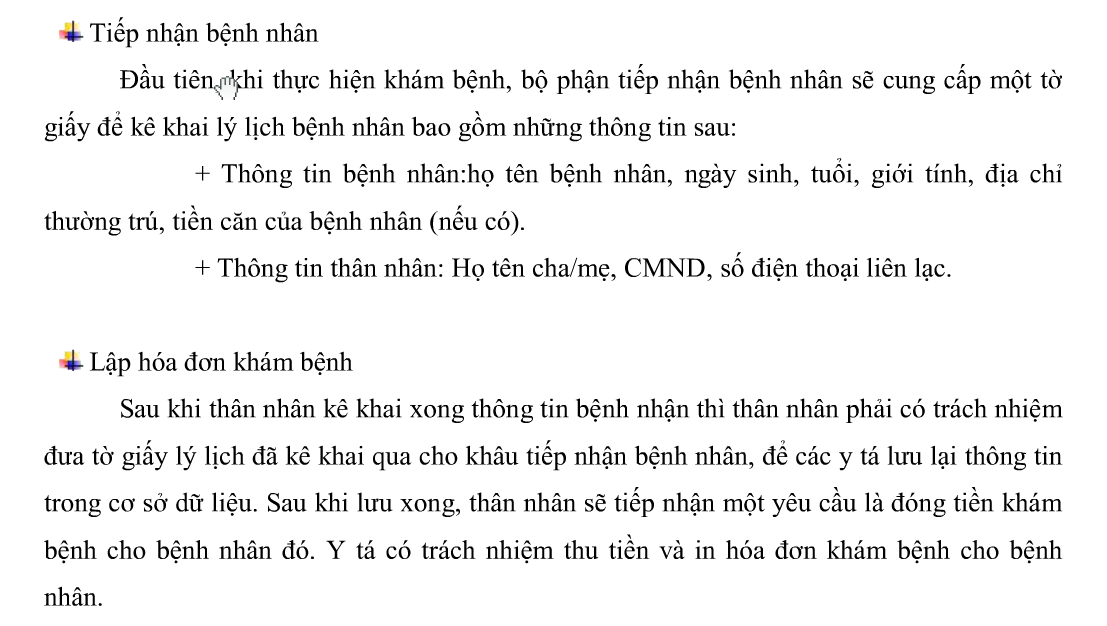 Tiếp nhận bệnh nhân
Đầu tiên, khi thực hiện khám bệnh, bộ phận tiếp nhận bệnh nhân sẽ cung cấp một tờ
giấy để kê khai lý lịch bệnh nhân bao gồm những thông tin sau:
+ Thông tin bệnh nhân:họ tên bệnh nhân, ngày sinh, tuổi, giới tính, địa chỉ
thường trú, tiền căn của bệnh nhân (nếu có).
+ Thông tin thân nhân: Họ tên cha/mẹ, CMND, số điện thoại liên lạc.
Lập hóa đơn khám bệnh
Sau khi thân nhân kê khai xong thông tin bệnh nhận thì thân nhân phải có trách nhiệm
đưa tờ giấy lý lịch đã kê khai qua cho khâu tiếp nhận bệnh nhân, để các y tá lưu lại thông tin
trong cơ sở dữ liệu. Sau khi lưu xong, thân nhân sẽ tiếp nhận một yêu cầu là đóng tiền khám
bệnh cho bệnh nhân đó. Y tá có trách nhiệm thu tiền và in hóa đơn khám bệnh cho bệnh
nhân.